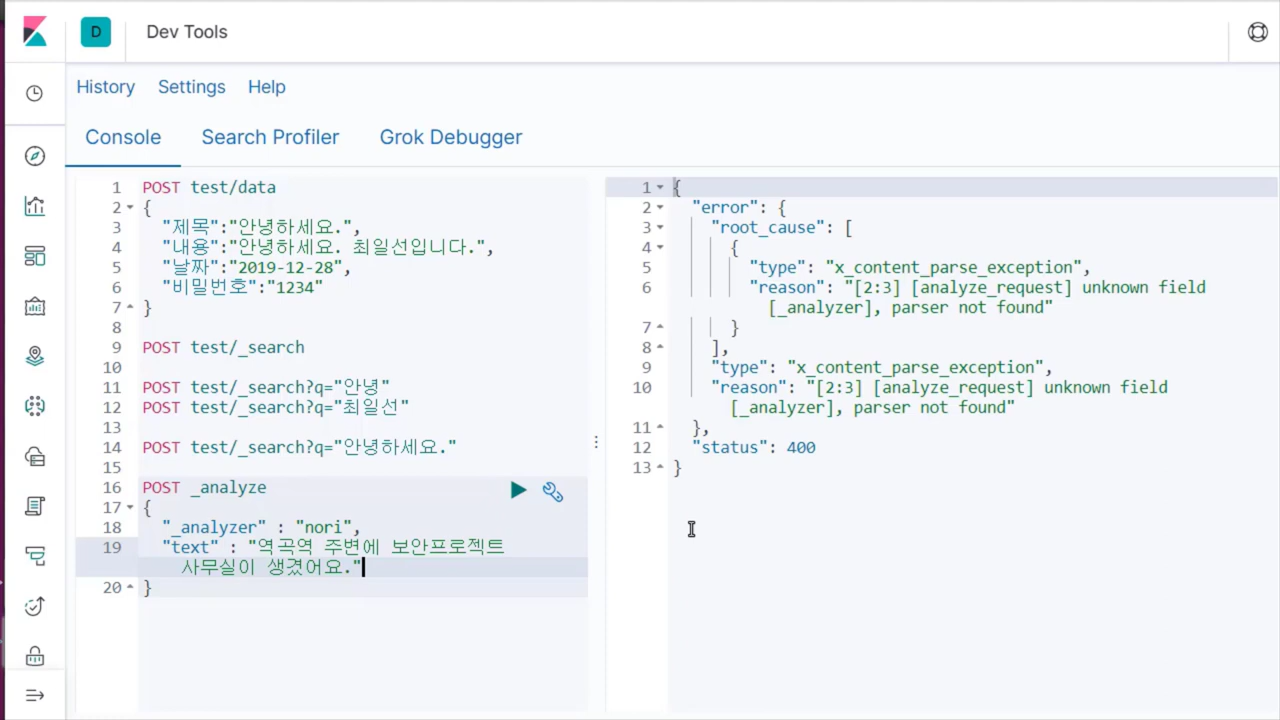 D
Dev Tools
History Settings Help
Console Search Profiler Grok Debugger
1 POST test/data
2 {
3 "제목":"안녕하세요.",
4 "내용":"안녕하세요. 최일선입니다.",
5 "날짜":"2019-12-28",
6 "비밀번호":"1234"
7 }
8
9 POST test/_search
10
11 POST test/_search?q="안녕"
12 POST test/_search?q="최일선"
13
14 POST test/_search?q="안녕하세요."
15
16 POST _analyze
17 {
18 "_analyzer" : "nori",
19 "text" : "역곡역 주변에 보안프로젝트
사무실이 생겼어요."
20 }
1 {
2 "error": {
3 "root_cause": [
4 {
5 "type": "x_content_parse_exception",
6 "reason": "[2:3] [analyze_request] unknown field
[_analyzer], parser not found"
7 }
8 ],
9 "type": "x_content_parse_exception",
10 "reason": "[2:3] [analyze_request] unknown field
[_analyzer], parser not found"
11 },
12 "status": 400
13 }